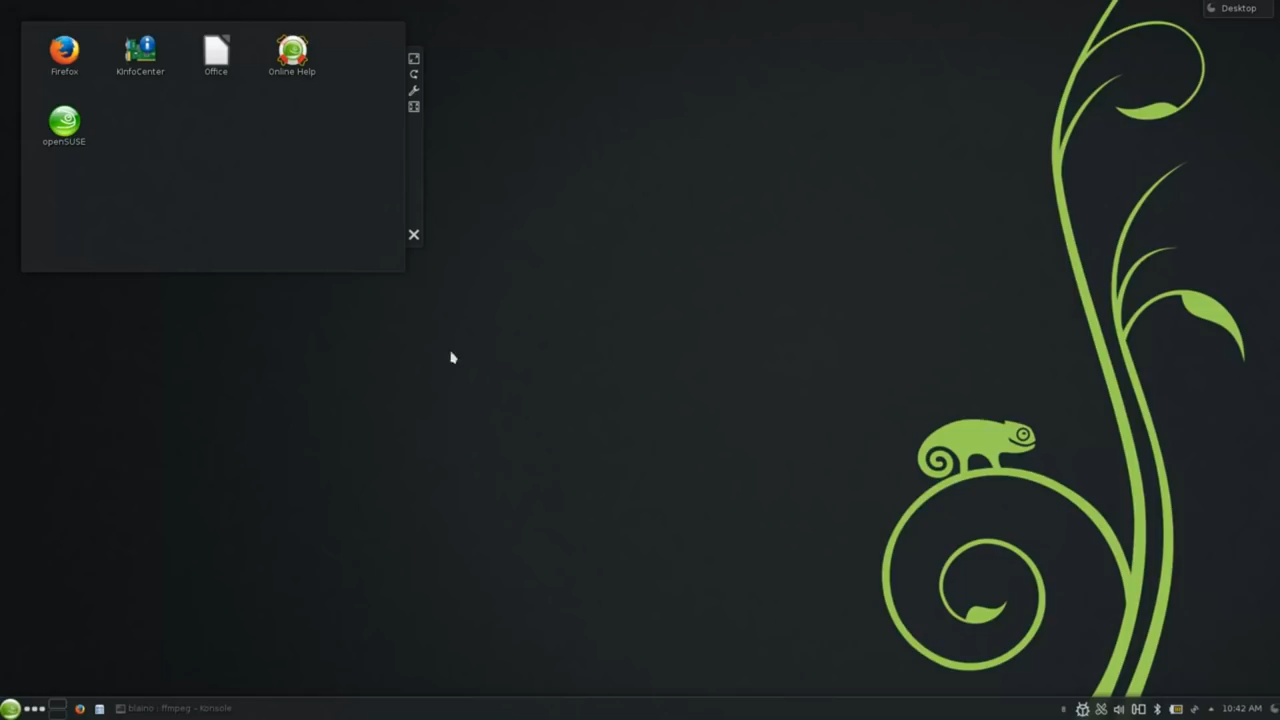 Desktop
Firefox
KInfoCenter
Office
Online Help
openSUSE
blaino : ffmpeg – Konsole
10:42 AM